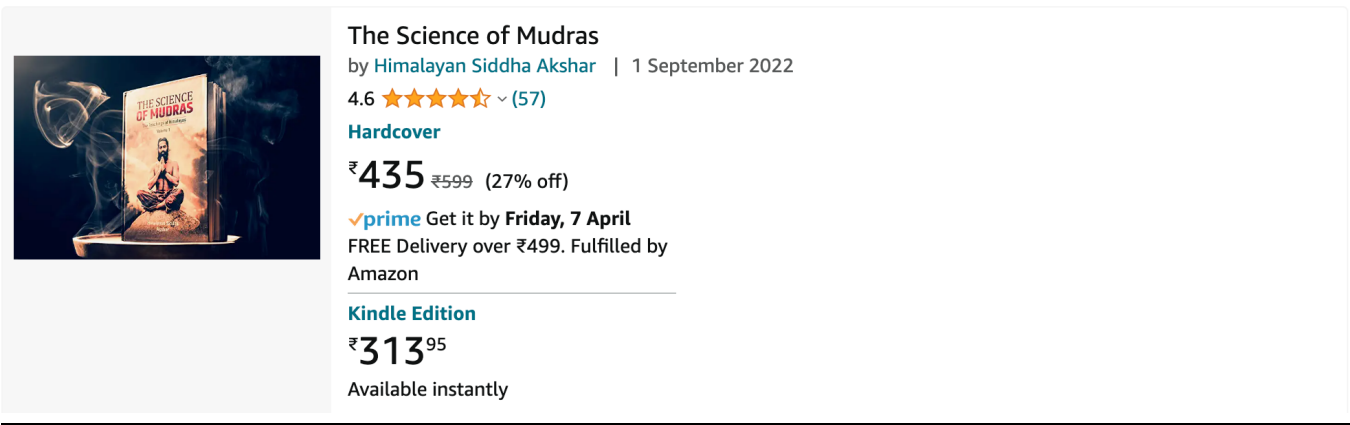 THE SCIENCE
OF MUDRAS
The Science of Mudras
by Himalayan Siddha Akshar | 1 September 2022
4.6 (57)
Hardcover
₹435 ₹599 (27% off)
prime Get it by Friday, 7 April
FREE Delivery over ₹499. Fulfilled by
Amazon
Kindle Edition
₹31395
Available instantly